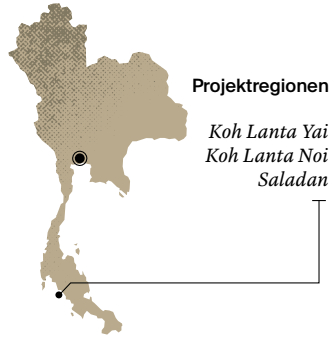 Projektregionen
Koh Lanta Yai
Koh Lanta Noi
Saladan